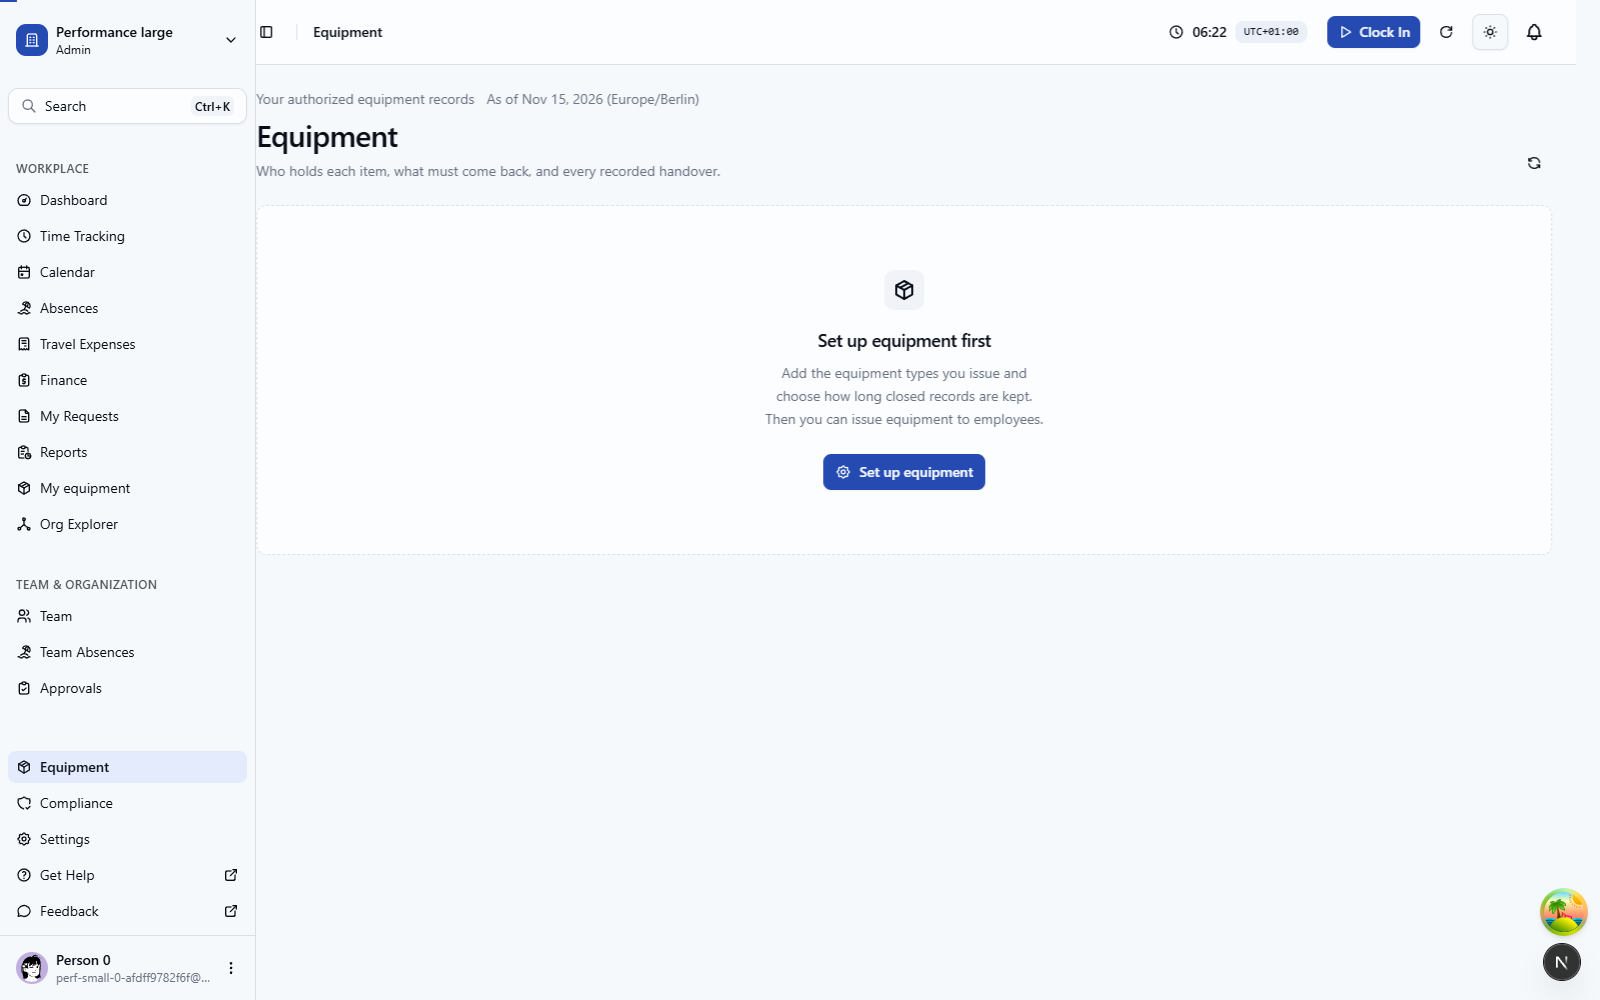 Performance large
Admin
Search
Ctrl+K
WORKPLACE
Dashboard
Time Tracking
Calendar
Absences
Travel Expenses
Finance
My Requests
Reports
My equipment
Org Explorer
TEAM & ORGANIZATION
Team
Team Absences
Approvals
Equipment
Compliance
Settings
Get Help
Feedback
Person 0
perf-small-0-afdff9782f6f@...
Equipment
06:22
UTC+01:00
Clock In
Your authorized equipment records
As of Nov 15, 2026 (Europe/Berlin)
Equipment
Who holds each item, what must come back, and every recorded handover.
Set up equipment first
Add the equipment types you issue and
choose how long closed records are kept.
Then you can issue equipment to employees.
Set up equipment
N